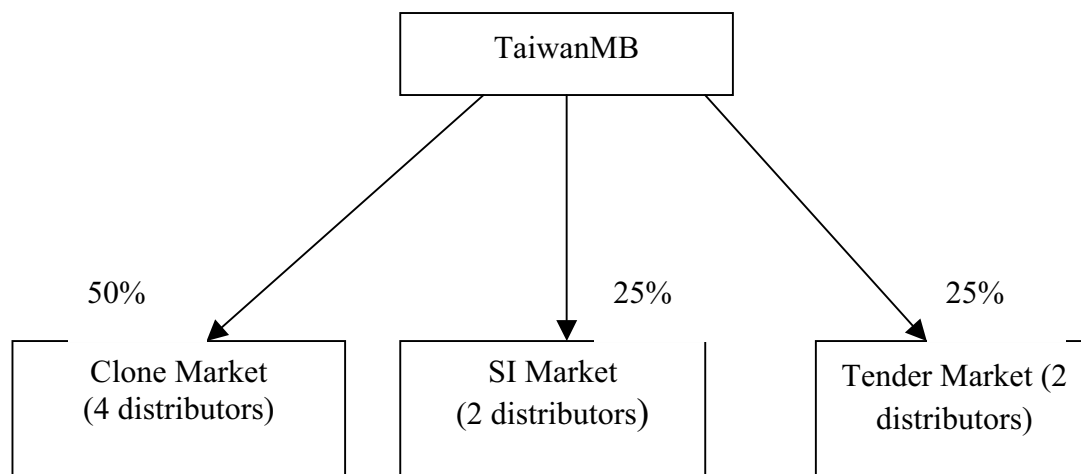 TaiwanMB
50%
25%
25%
Clone Market
(4 distributors)
SI Market
(2 distributors)
Tender Market (2
distributors)